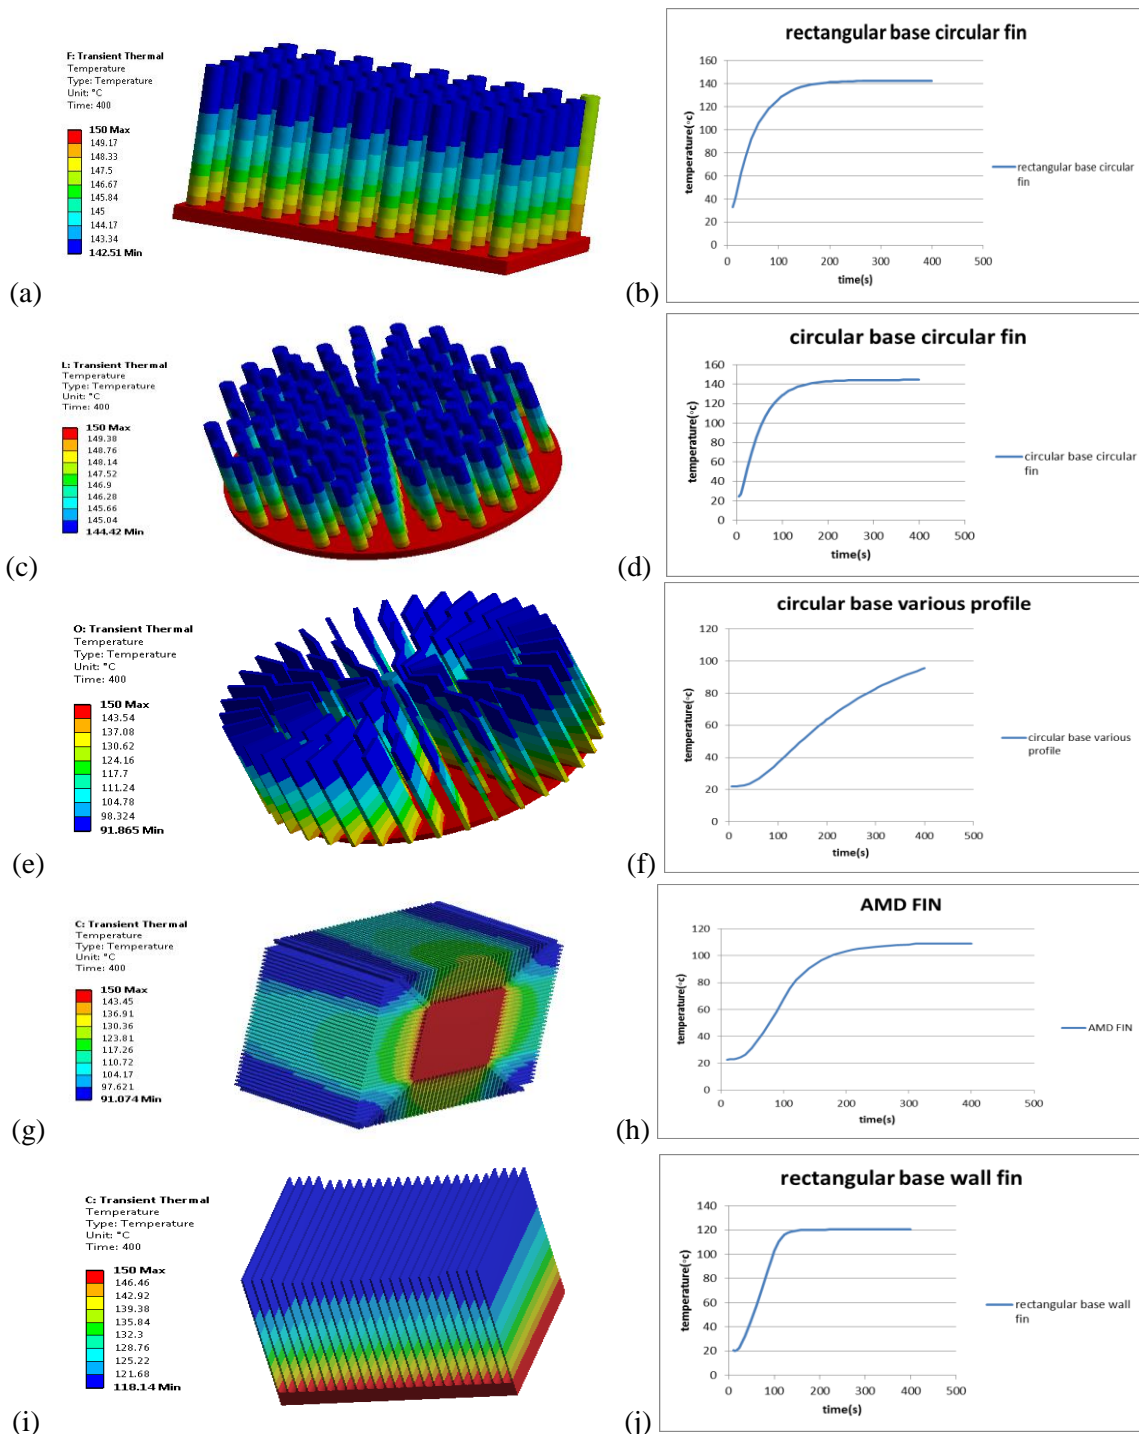 F: Transient Thermal
Temperature
Type: Temperature
Unit: °C
Time: 400
150 Max
149.17
148.33
147.5
146.67
145.84
145
144.17
143.34
142.51 Min
(a)
rectangular base circular fin
temperature(°c)
160
140
120
100
80
60
40
20
0
0 100 200 300 400 500
time(s)
rectangular base circular
fin
(b)
L: Transient Thermal
Temperature
Type: Temperature
Unit: °C
Time: 400
150 Max
149.38
148.76
148.14
147.52
146.9
146.28
145.66
145.04
144.42 Min
(c)
circular base circular fin
temperature(°c)
160
140
120
100
80
60
40
20
0
0 100 200 300 400 500
time(s)
circular base circular
fin
(d)
O: Transient Thermal
Temperature
Type: Temperature
Unit: °C
Time: 400
150 Max
143.54
137.08
130.62
124.16
117.7
111.24
104.78
98.324
91.865 Min
(e)
circular base various profile
temperature(°c)
120
100
80
60
40
20
0
0 100 200 300 400 500
time(s)
circular base various
profile
(f)
C: Transient Thermal
Temperature
Type: Temperature
Unit: °C
Time: 400
150 Max
143.45
136.91
130.36
123.81
117.26
110.72
104.17
97.621
91.074 Min
(g)
AMD FIN
temperature(°c)
120
100
80
60
40
20
0
0 100 200 300 400 500
time(s)
AMD FIN
(h)
C: Transient Thermal
Temperature
Type: Temperature
Unit: °C
Time: 400
150 Max
146.46
142.92
139.38
135.84
132.3
128.76
125.22
121.68
118.14 Min
(i)
rectangular base wall fin
temperature(°c)
140
120
100
80
60
40
20
0
0 100 200 300 400 500
time(s)
rectangular base wall
fin
(j)